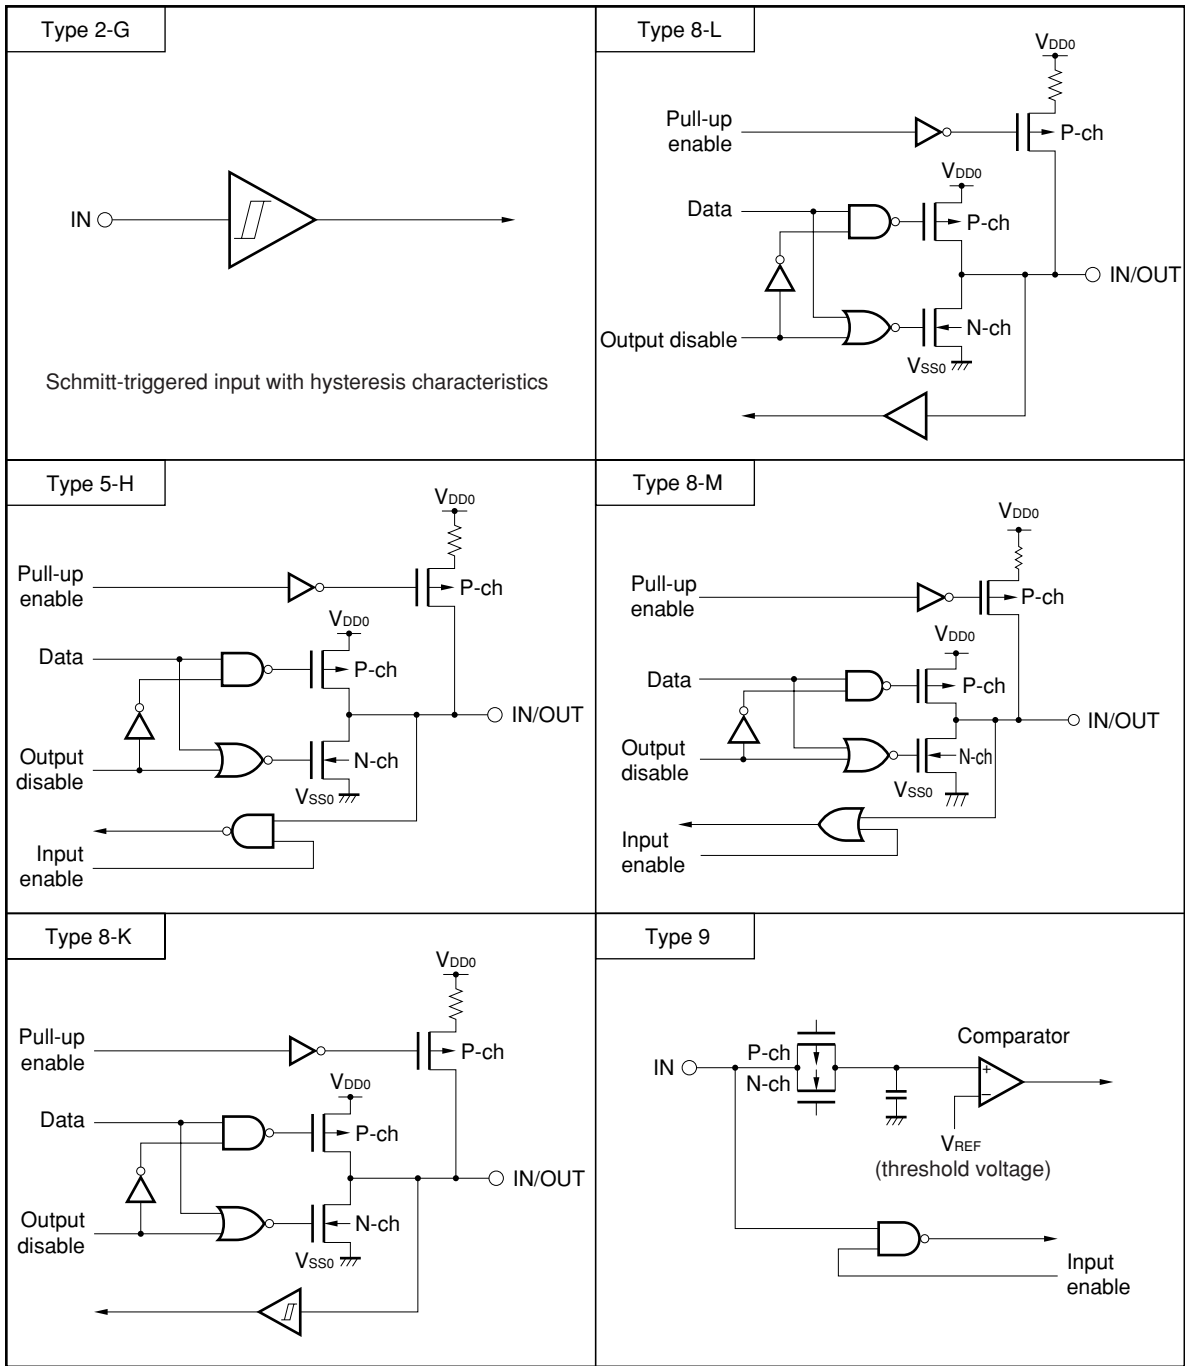 Type 2-G
IN
Schmitt-triggered input with hysteresis characteristics
Type 8-L
VDD0
Pull-up
enable
P-ch
VDD0
Data
P-ch
IN/OUT
Output disable
N-ch
VSS0
Type 5-H
VDD0
Pull-up
enable
P-ch
VDD0
Data
P-ch
IN/OUT
Output
disable
N-ch
VSS0
Input
enable
Type 8-M
VDD0
Pull-up
enable
P-ch
VDD0
Data
P-ch
IN/OUT
Output
disable
N-ch
VSS0
Input
enable
Type 8-K
VDD0
Pull-up
enable
P-ch
VDD0
Data
P-ch
IN/OUT
Output
disable
N-ch
VSS0
Type 9
Comparator
P-ch
IN
N-ch
+
−
VREF
(threshold voltage)
Input
enable